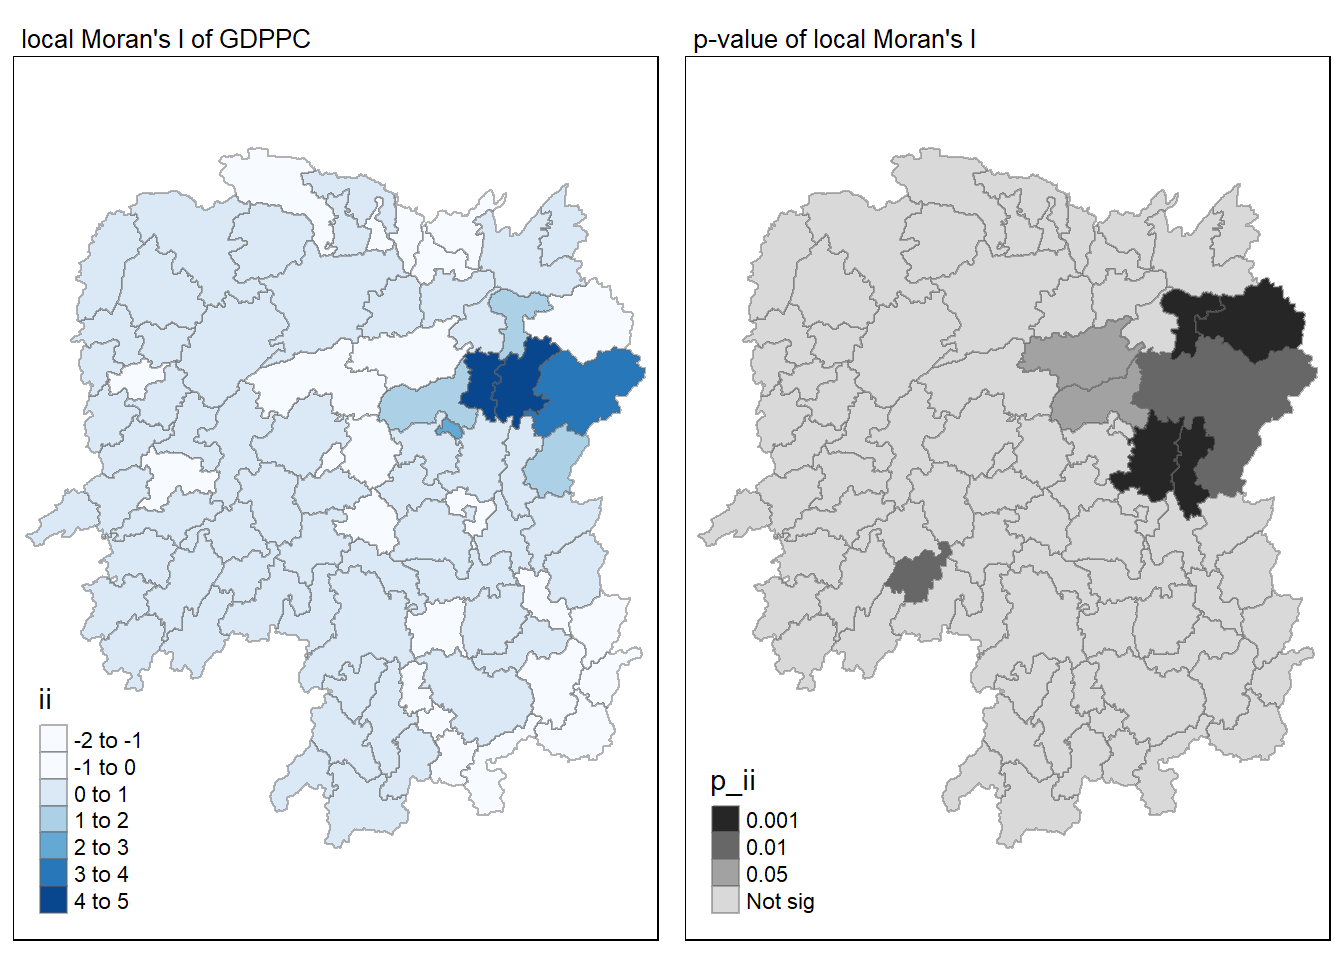 local Moran's I of GDPPC
p-value of local Moran's I
ii
-2 to -1
-1 to 0
0 to 1
1 to 2
2 to 3
3 to 4
4 to 5
p_ii
0.001
0.01
0.05
Not sig